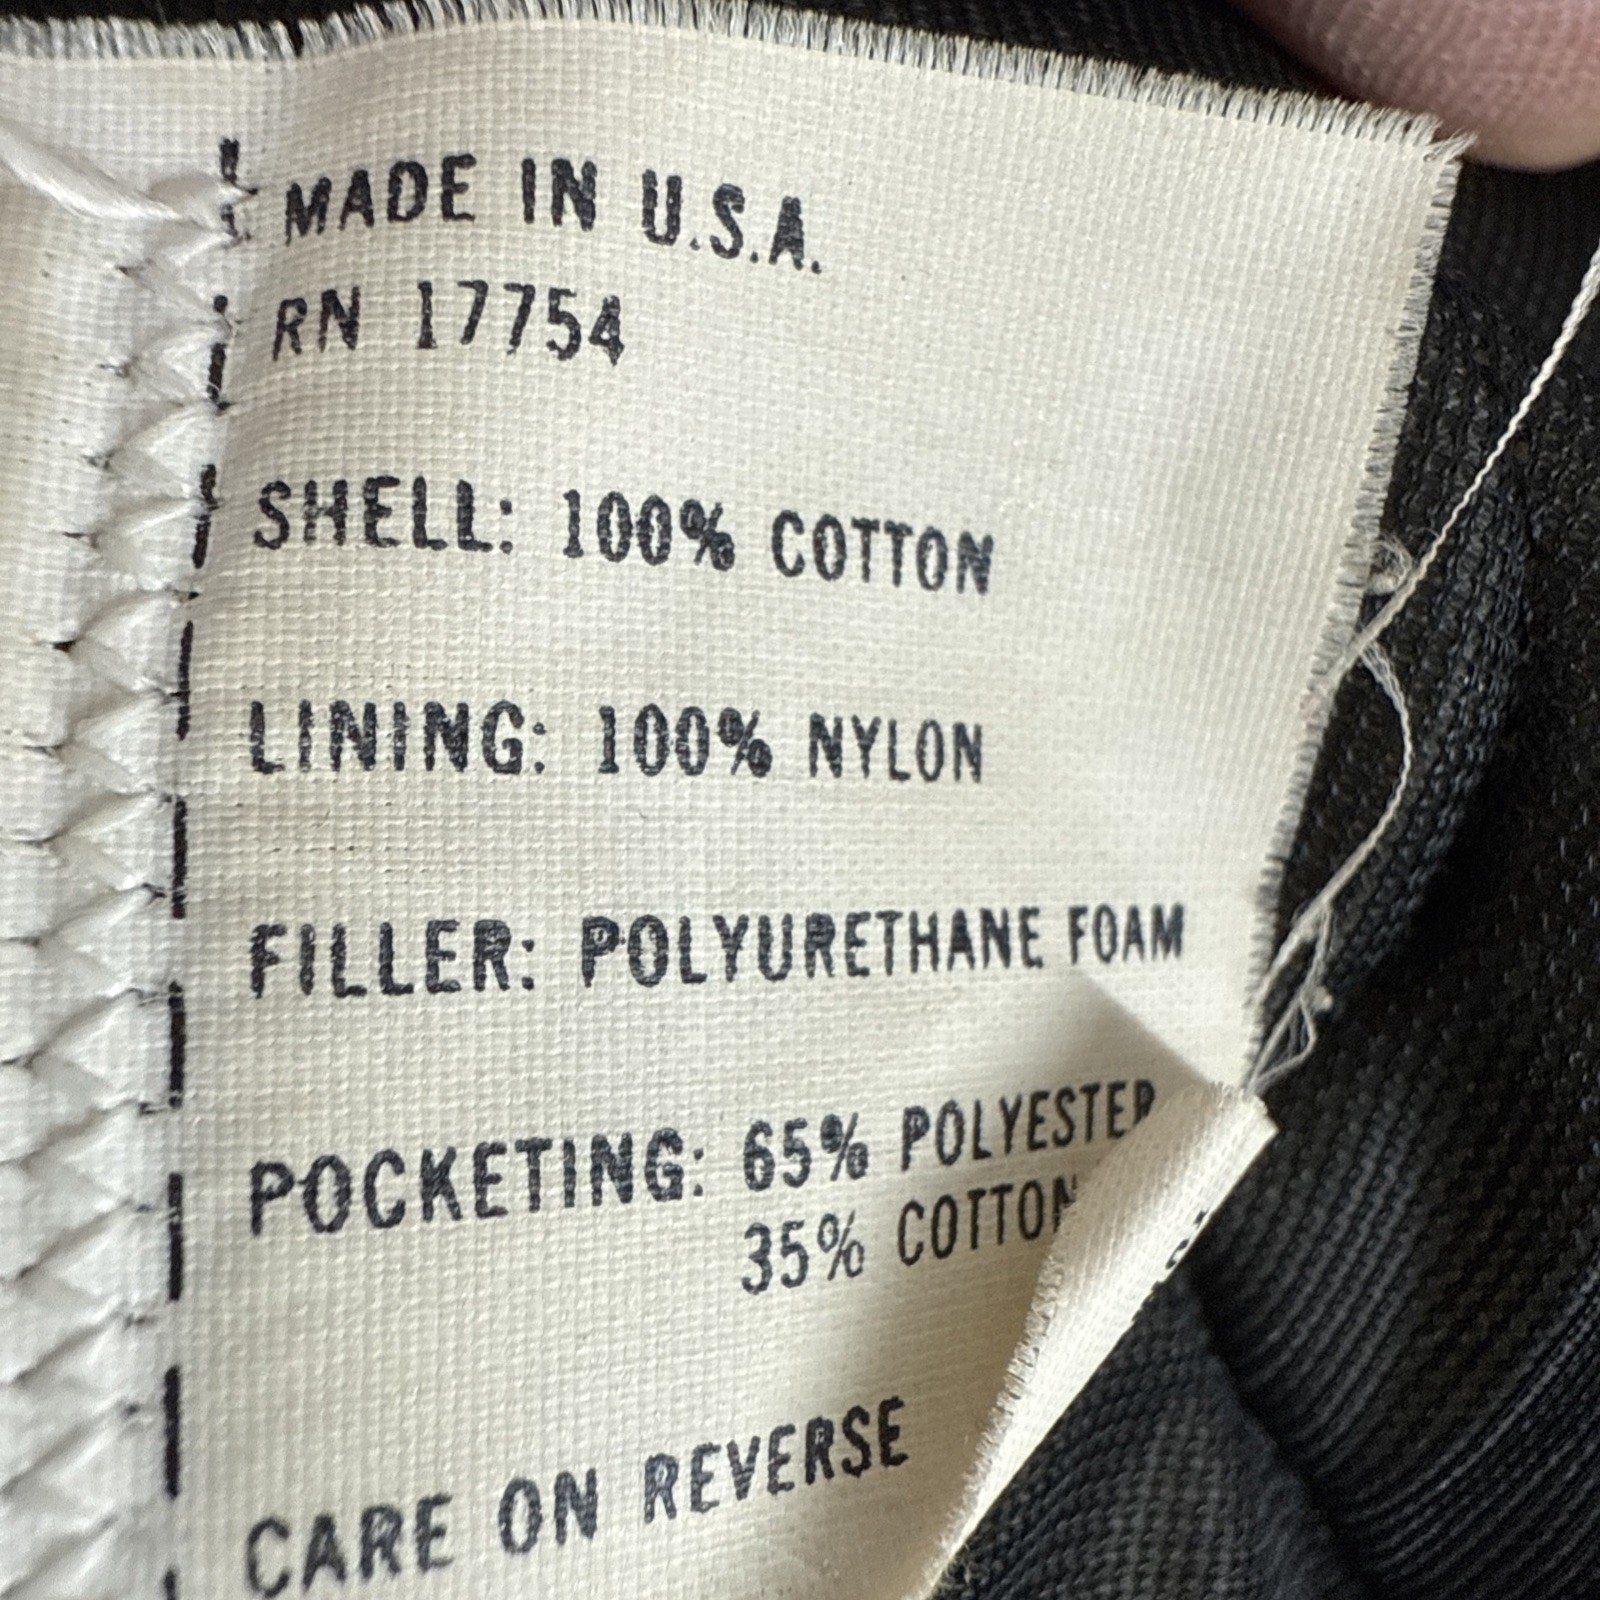 MADE IN U.S.A.
RN 17754
SHELL: 100% COTTON
LINING: 100% NYLON
FILLER: POLYURETHANE FOAM
POCKETING: 65% POLYESTER
35% COTTON
CARE ON REVERSE